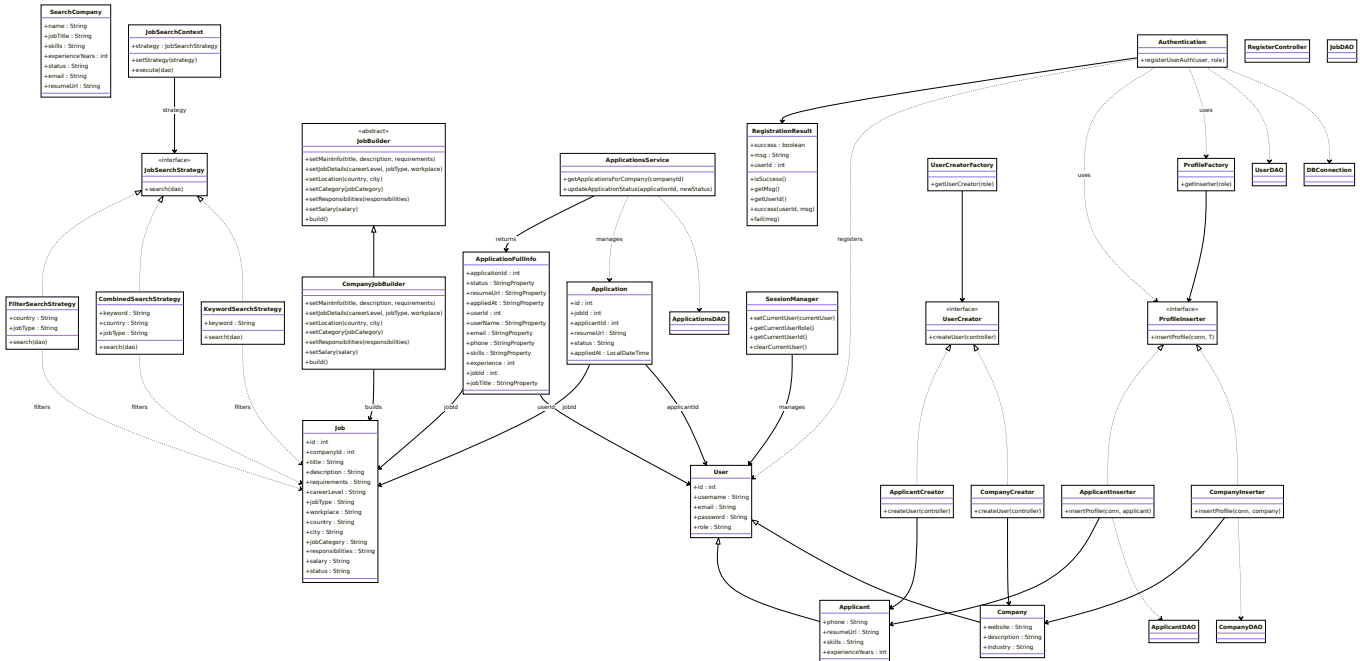 SearchCompany
+name : String
+jobTitle : String
+skills : String
+experienceYears : int
+status : String
+email : String
+resumeUrl : String
JobSearchContext
+strategy : JobSearchStrategy
+setStrategy(strategy)
+execute(dao)
Authentication
+registerUserAuth(user, role)
RegisterController
JobDAO
strategy
uses
«interface»
JobSearchStrategy
+search(dao)
«abstract»
JobBuilder
+setMainInfo(title, description, requirements)
+setJobDetails(careerLevel, jobType, workplace)
+setLocation(country, city)
+setCategory(jobCategory)
+setResponsibilities(responsibilities)
+setSalary(salary)
+build()
ApplicationsService
+getApplicationsForCompany(companyId)
+updateApplicationStatus(applicationId, newStatus)
RegistrationResult
+success : boolean
+msg : String
+userId : int
+isSuccess()
+getMsg()
+getUserId()
+success(userId, msg)
+fail(msg)
UserCreatorFactory
+getUserCreator(role)
uses
ProfileFactory
+getInserter(role)
UserDAO
DBConnection
returns
manages
registers
FilterSearchStrategy
+country : String
+jobType : String
+search(dao)
CombinedSearchStrategy
+keyword : String
+country : String
+jobType : String
+search(dao)
KeywordSearchStrategy
+keyword : String
+search(dao)
CompanyJobBuilder
+setMainInfo(title, description, requirements)
+setJobDetails(careerLevel, jobType, workplace)
+setLocation(country, city)
+setCategory(jobCategory)
+setResponsibilities(responsibilities)
+setSalary(salary)
+build()
ApplicationFullInfo
+applicationId : int
+status : StringProperty
+resumeUrl : StringProperty
+appliedAt : StringProperty
+userId : int
+userName : StringProperty
+email : StringProperty
+phone : StringProperty
+skills : StringProperty
+experience : int
+jobId : int
+jobTitle : StringProperty
Application
+id : int
+jobId : int
+applicantId : int
+resumeUrl : String
+status : String
+appliedAt : LocalDateTime
ApplicationsDAO
SessionManager
+setCurrentUser(currentUser)
+getCurrentUserRole()
+getCurrentUserId()
+clearCurrentUser()
«interface»
UserCreator
+createUser(controller)
«interface»
ProfileInserter
+insertProfile(conn, T)
filters
filters
filters
builds
jobId
userId
jobId
applicantId
manages
Job
+id : int
+companyId : int
+title : String
+description : String
+requirements : String
+careerLevel : String
+jobType : String
+workplace : String
+country : String
+city : String
+jobCategory : String
+responsibilities : String
+salary : String
+status : String
User
+id : int
+username : String
+email : String
+password : String
+role : String
ApplicantCreator
+createUser(controller)
CompanyCreator
+createUser(controller)
ApplicantInserter
+insertProfile(conn, applicant)
CompanyInserter
+insertProfile(conn, company)
Applicant
+phone : String
+resumeUrl : String
+skills : String
+experienceYears : int
Company
+website : String
+description : String
+industry : String
ApplicantDAO
CompanyDAO